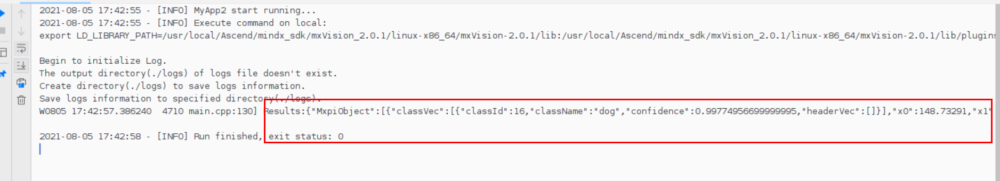 2021-08-05 17:42:55 - [INFO] MyApp2 start running...
2021-08-05 17:42:55 - [INFO] Execute command on local:
export LD_LIBRARY_PATH=/usr/local/Ascend/mindx_sdk/mxVision_2.0.1/linux-x86_64/mxVision-2.0.1/lib:/usr/local/Ascend/mindx_sdk/mxVision_2.0.1/linux-x86_64/mxVision-2.0.1/lib/plugins
Begin to initialize Log.
The output directory(./logs) of logs file doesn't exist.
Create directory(./logs) to save logs information.
Save logs information to specified directory(./logs).
W0805 17:42:57.386240  4710 main.cpp:130] Results:{"MxpiObject":[{"classVec":[{"classId":16,"className":"dog","confidence":0.99774956699999995,"headerVec":[]}],"x0":148.73291,"x1"
2021-08-05 17:42:58 - [INFO] Run finished, exit status: 0